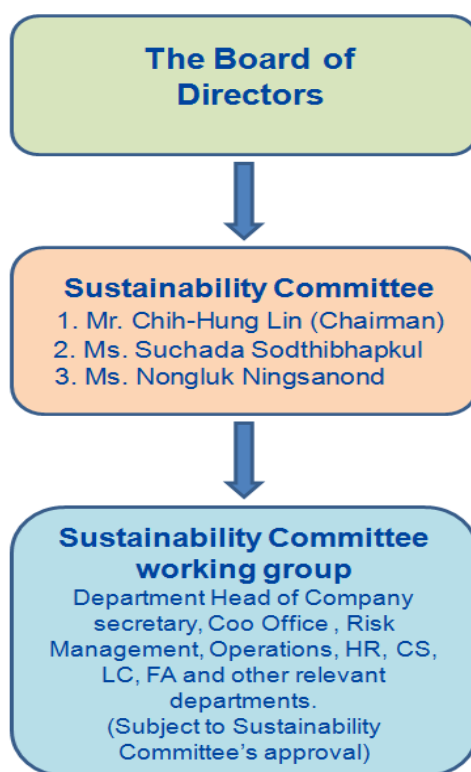 The Board of
Directors
Sustainability Committee
1. Mr. Chih-Hung Lin (Chairman)
2. Ms. Suchada Sodthibhapkul
3. Ms. Nongluk Ningsanond
Sustainability Committee
working group
Department Head of Company
secretary, Coo Office , Risk
Management, Operations, HR, CS,
LC, FA and other relevant
departments.
(Subject to Sustainability
Committee's approval)